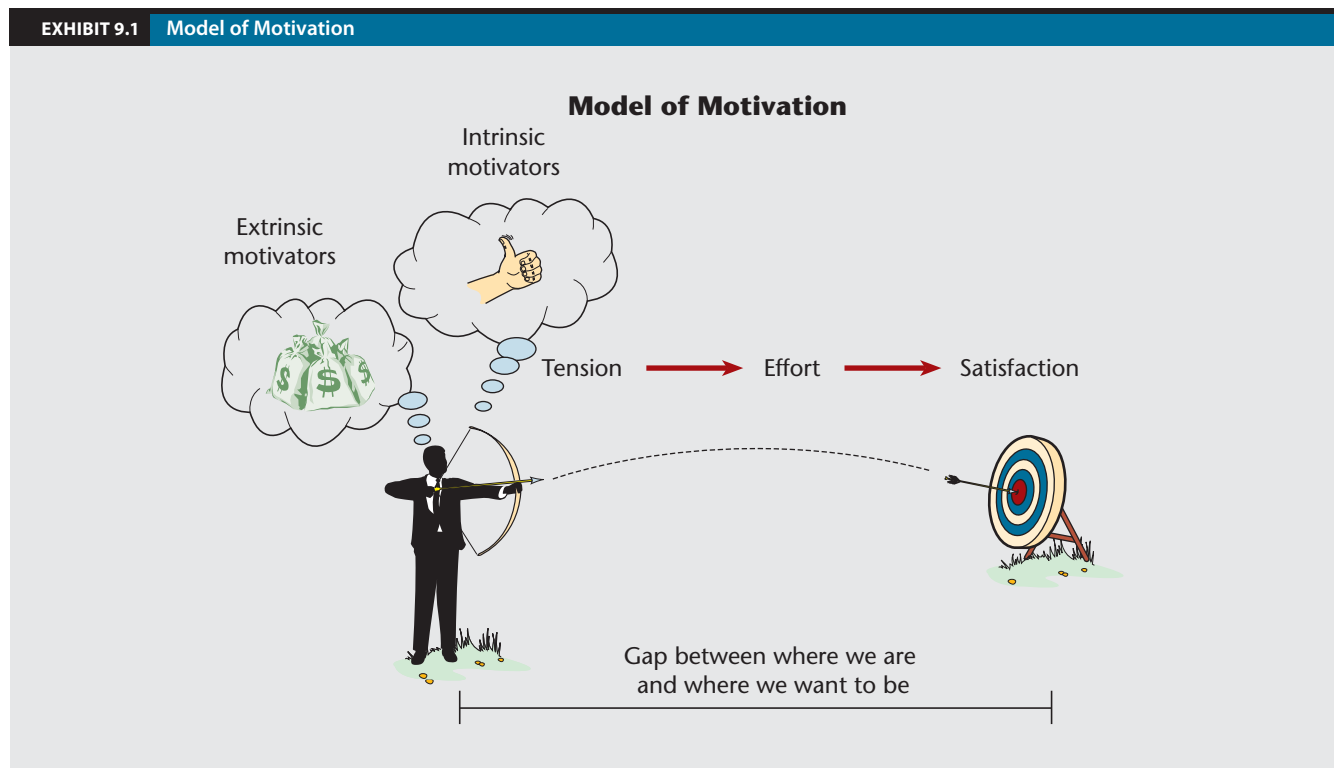 EXHIBIT 9.1 Model of Motivation
Model of Motivation
Intrinsic
motivators
Extrinsic
motivators
$ $ $
Tension Effort Satisfaction
Gap between where we are
and where we want to be